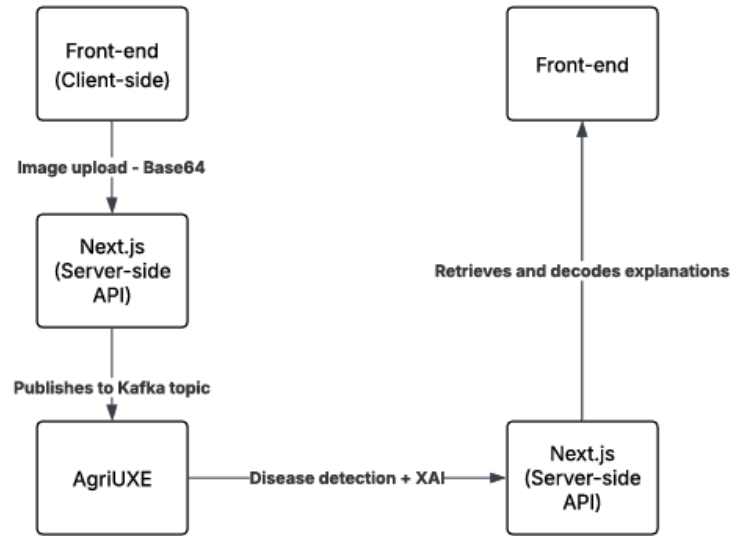 Front-end
(Client-side)
Image upload - Base64
Next.js
(Server-side
API)
Publishes to Kafka topic
AgriUXE
Disease detection + XAI
Next.js
(Server-side
API)
Retrieves and decodes explanations
Front-end